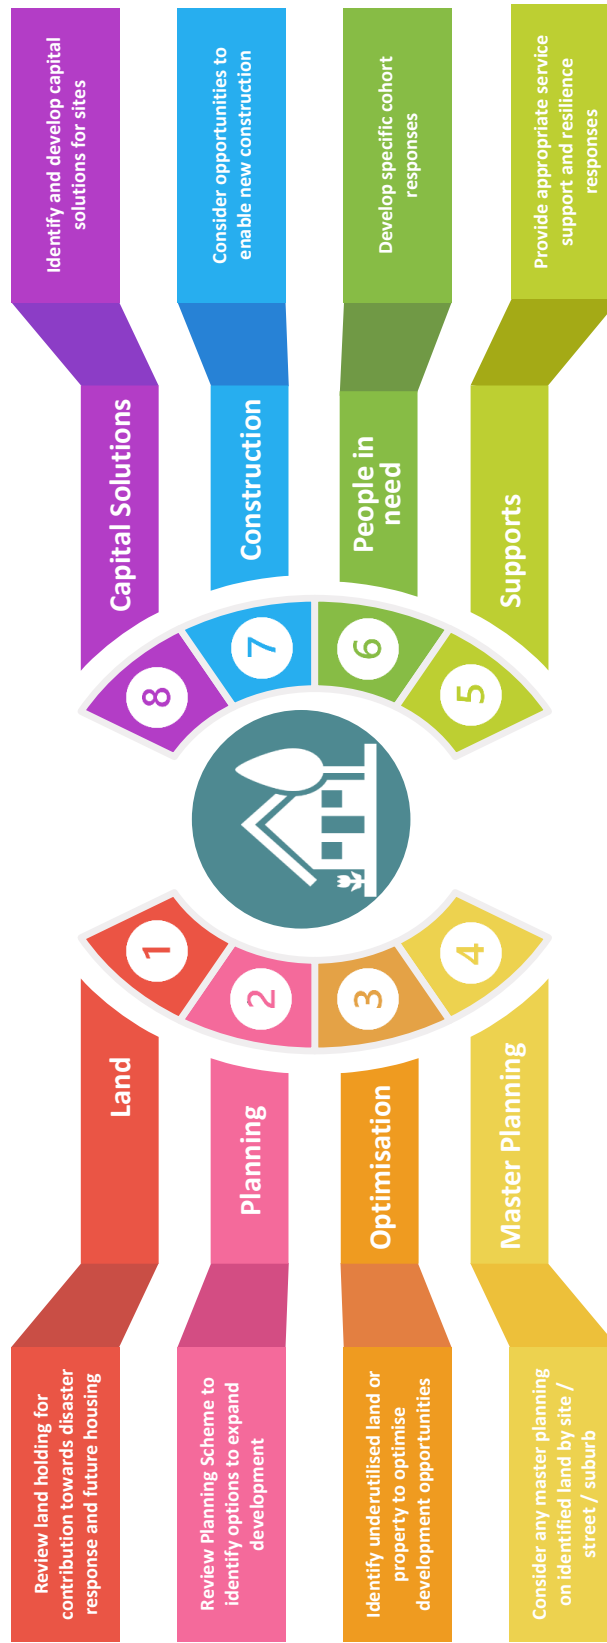 Review land holding for
contribution towards disaster
response and future housing
Land
1
Review Planning Scheme to
identify options to expand
development
Planning
2
Identify underutilised land or
property to optimise
development opportunities
Optimisation
3
Consider any master planning
on identified land by site /
street / suburb
Master Planning
4
8
Capital Solutions
Identify and develop capital
solutions for sites
7
Construction
Consider opportunities to
enable new construction
6
People in
need
Develop specific cohort
responses
5
Supports
Provide appropriate service
support and resilience
responses